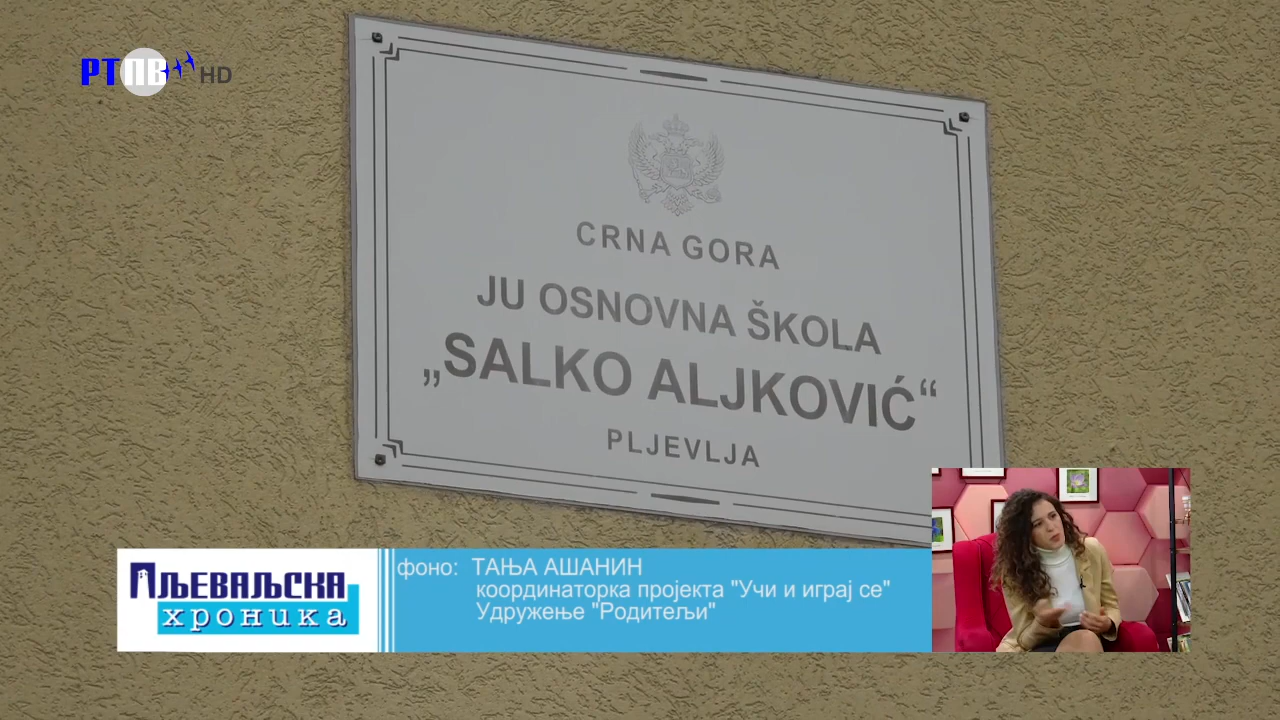 РТПВ HD
CRNA GORA
JU OSNOVNA ŠKOLA
„SALKO ALJKOVIĆ“
PLJEVLJA
Пљеваљска
хроника
фоно: ТАЊА АШАНИН
координаторка пројекта "Учи и играј се"
Удружење "Родитељи"